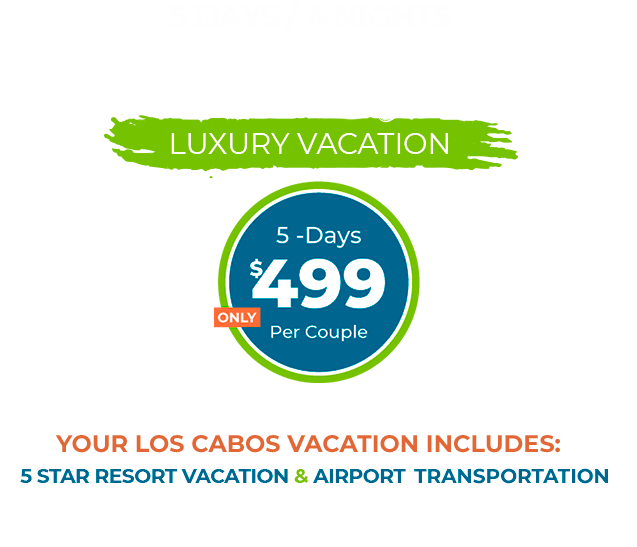 LUXURY VACATION
5 -Days
$499
ONLY
Per Couple
YOUR LOS CABOS VACATION INCLUDES:
5 STAR RESORT VACATION & AIRPORT TRANSPORTATION